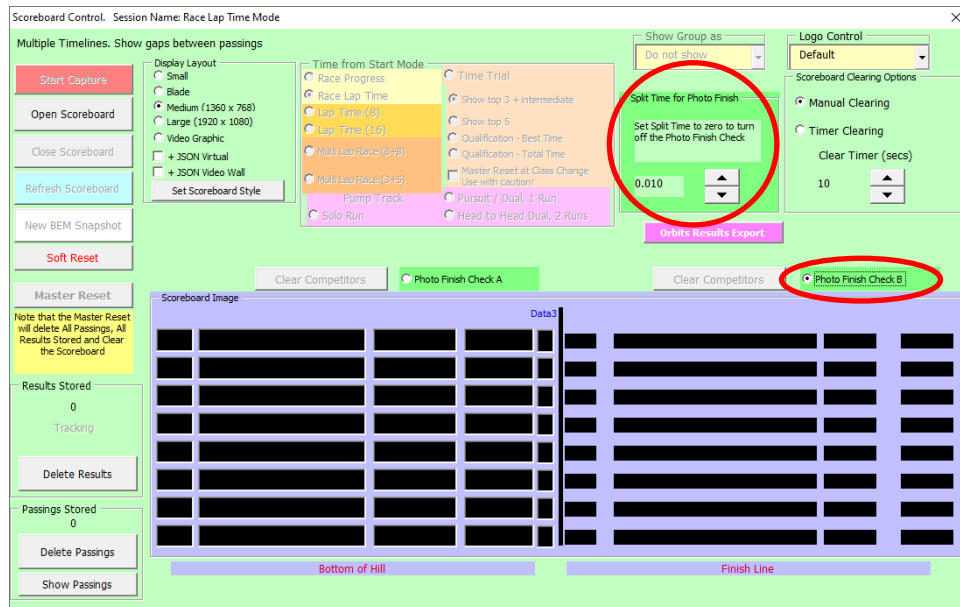 Scoreboard Control.   Session Name: Race Lap Time Mode
Multiple Timelines. Show gaps between passings
Start Capture
Open Scoreboard
Close Scoreboard
Refresh Scoreboard
New BEM Snapshot
Soft Reset
Master Reset
Note that the Master Reset
will delete All Passings, All
Results Stored and Clear
the Scoreboard
Results Stored
0
Tracking
Delete Results
Passings Stored
0
Delete Passings
Show Passings
Display Layout
Small
Blade
Medium (1360 x 768)
Large (1920 x 1080)
Video Graphic
+ JSON Virtual
+ JSON Video Wall
Set Scoreboard Style
Time from Start Mode
Race Progress
Race Lap Time
Lap Time (8)
Lap Time (16)
Multi Lap Race (8+8)
Multi Lap Race (3+5)
Pump Track
Solo Run
Time Trial
Show top 3 + intermediate
Show top 5
Qualification - Best Time
Qualification - Total Time
Master Reset at Class Change
Use with caution!
Pursuit / Dual, 1 Run
Head to Head Dual, 2 Runs
Show Group as
Do not show
Split Time for Photo Finish
Set Split Time to zero to turn
off the Photo Finish Check
0.010
Orbits Results Export
Logo Control
Default
Scoreboard Clearing Options
Manual Clearing
Timer Clearing
Clear Timer (secs)
10
Clear Competitors
Photo Finish Check A
Clear Competitors
Photo Finish Check B
Scoreboard Image
Data3
Bottom of Hill
Finish Line